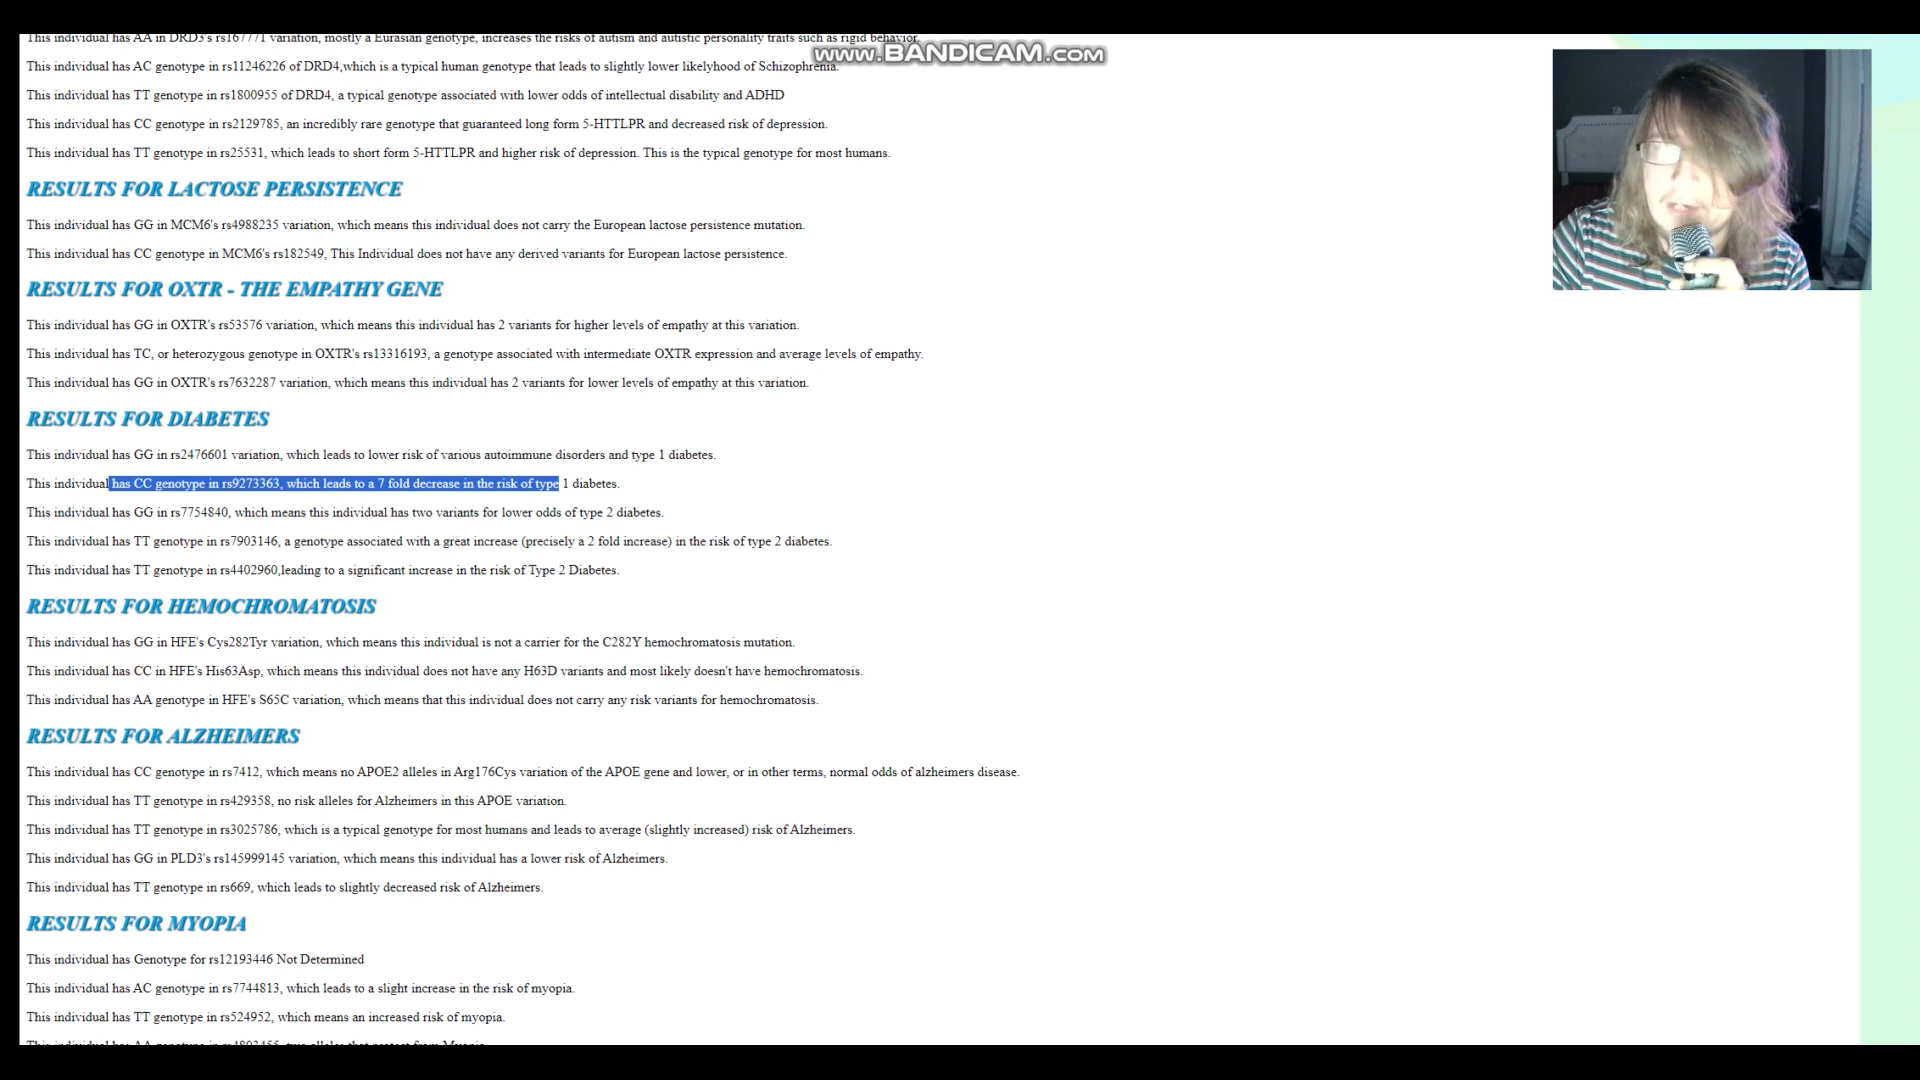 This individual has AA in DRD3's rs167771 variation, mostly a Eurasian genotype, increases the risks of autism and autistic personality traits such as rigid behavior.
www.BANDICAM.com
This individual has AC genotype in rs11246226 of DRD4,which is a typical human genotype that leads to slightly lower likelyhood of Schizophrenia.
This individual has TT genotype in rs1800955 of DRD4, a typical genotype associated with lower odds of intellectual disability and ADHD
This individual has CC genotype in rs2129785, an incredibly rare genotype that guaranteed long form 5-HTTLPR and decreased risk of depression.
This individual has TT genotype in rs25531, which leads to short form 5-HTTLPR and higher risk of depression. This is the typical genotype for most humans.
RESULTS FOR LACTOSE PERSISTENCE
This individual has GG in MCM6's rs4988235 variation, which means this individual does not carry the European lactose persistence mutation.
This individual has CC genotype in MCM6's rs182549, This Individual does not have any derived variants for European lactose persistence.
RESULTS FOR OXTR - THE EMPATHY GENE
This individual has GG in OXTR's rs53576 variation, which means this individual has 2 variants for higher levels of empathy at this variation.
This individual has TC, or heterozygous genotype in OXTR's rs13316193, a genotype associated with intermediate OXTR expression and average levels of empathy.
This individual has GG in OXTR's rs7632287 variation, which means this individual has 2 variants for lower levels of empathy at this variation.
RESULTS FOR DIABETES
This individual has GG in rs2476601 variation, which leads to lower risk of various autoimmune disorders and type 1 diabetes.
This individual has CC genotype in rs9273363, which leads to a 7 fold decrease in the risk of type 1 diabetes.
This individual has GG in rs7754840, which means this individual has two variants for lower odds of type 2 diabetes.
This individual has TT genotype in rs7903146, a genotype associated with a great increase (precisely a 2 fold increase) in the risk of type 2 diabetes.
This individual has TT genotype in rs4402960,leading to a significant increase in the risk of Type 2 Diabetes.
RESULTS FOR HEMOCHROMATOSIS
This individual has GG in HFE's Cys282Tyr variation, which means this individual is not a carrier for the C282Y hemochromatosis mutation.
This individual has CC in HFE's His63Asp, which means this individual does not have any H63D variants and most likely doesn't have hemochromatosis.
This individual has AA genotype in HFE's S65C variation, which means that this individual does not carry any risk variants for hemochromatosis.
RESULTS FOR ALZHEIMERS
This individual has CC genotype in rs7412, which means no APOE2 alleles in Arg176Cys variation of the APOE gene and lower, or in other terms, normal odds of alzheimers disease.
This individual has TT genotype in rs429358, no risk alleles for Alzheimers in this APOE variation.
This individual has TT genotype in rs3025786, which is a typical genotype for most humans and leads to average (slightly increased) risk of Alzheimers.
This individual has GG in PLD3's rs145999145 variation, which means this individual has a lower risk of Alzheimers.
This individual has TT genotype in rs669, which leads to slightly decreased risk of Alzheimers.
RESULTS FOR MYOPIA
This individual has Genotype for rs12193446 Not Determined
This individual has AC genotype in rs7744813, which leads to a slight increase in the risk of myopia.
This individual has TT genotype in rs524952, which means an increased risk of myopia.
This individual has AA genotype in rs4803455, two alleles that protect from Myopia